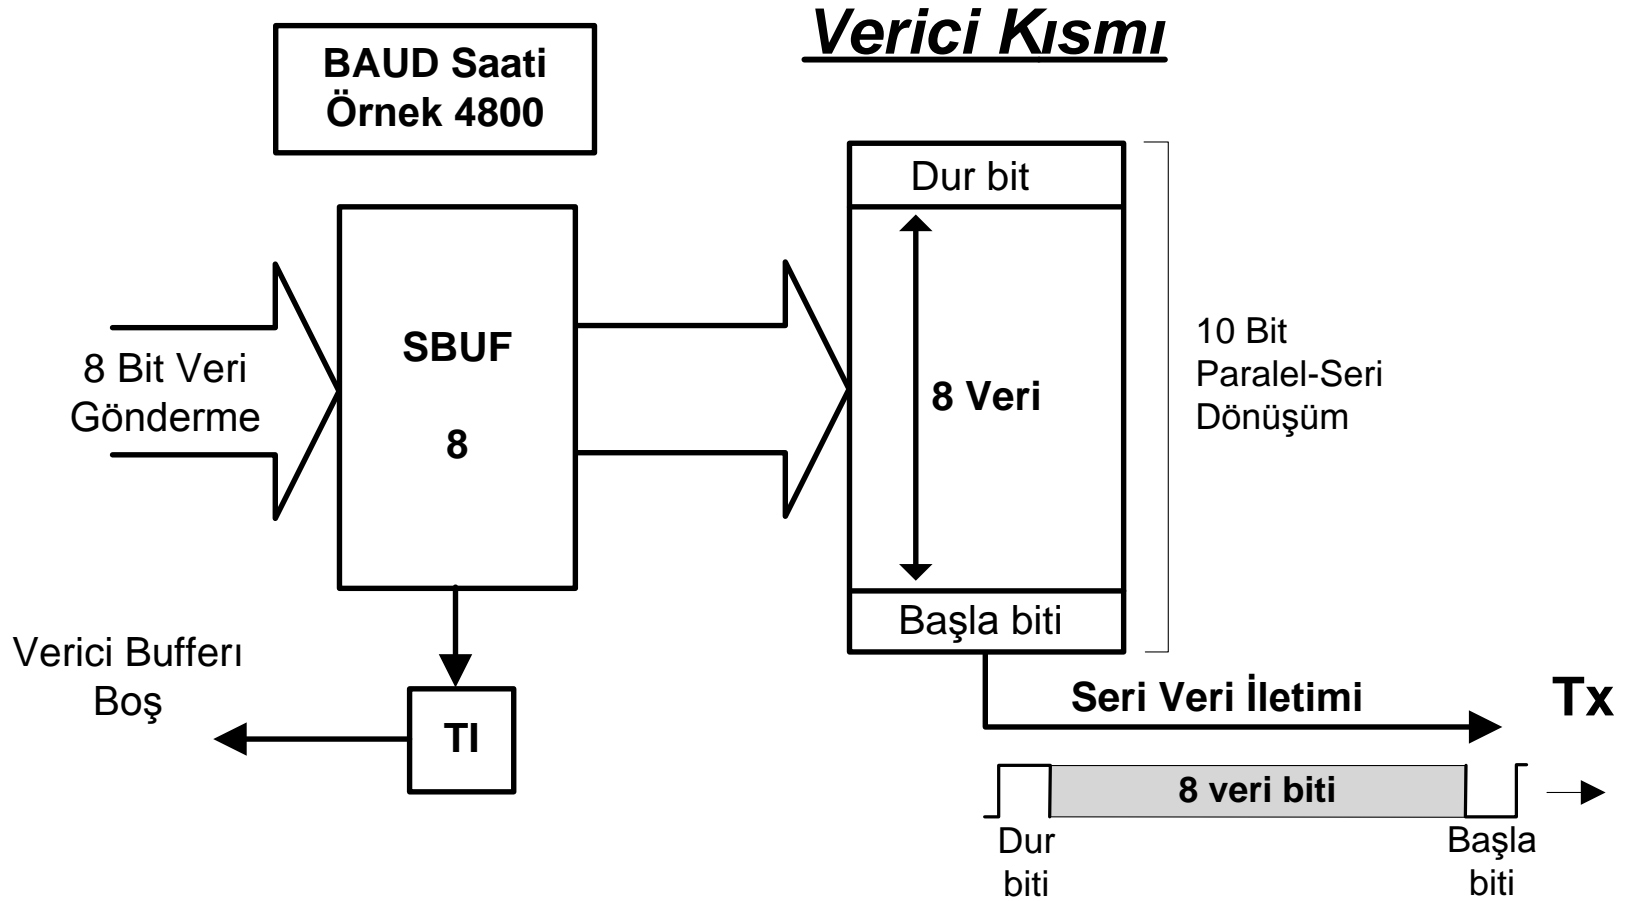 Verici Kısmı
BAUD Saati
Örnek 4800
Dur bit
8 Bit Veri
Gönderme
SBUF
8
8 Veri
10 Bit
Paralel-Seri
Dönüşüm
Başla biti
Verici Bufferı
Boş
TI
Seri Veri İletimi
Tx
8 veri biti
Dur
biti
Başla
biti